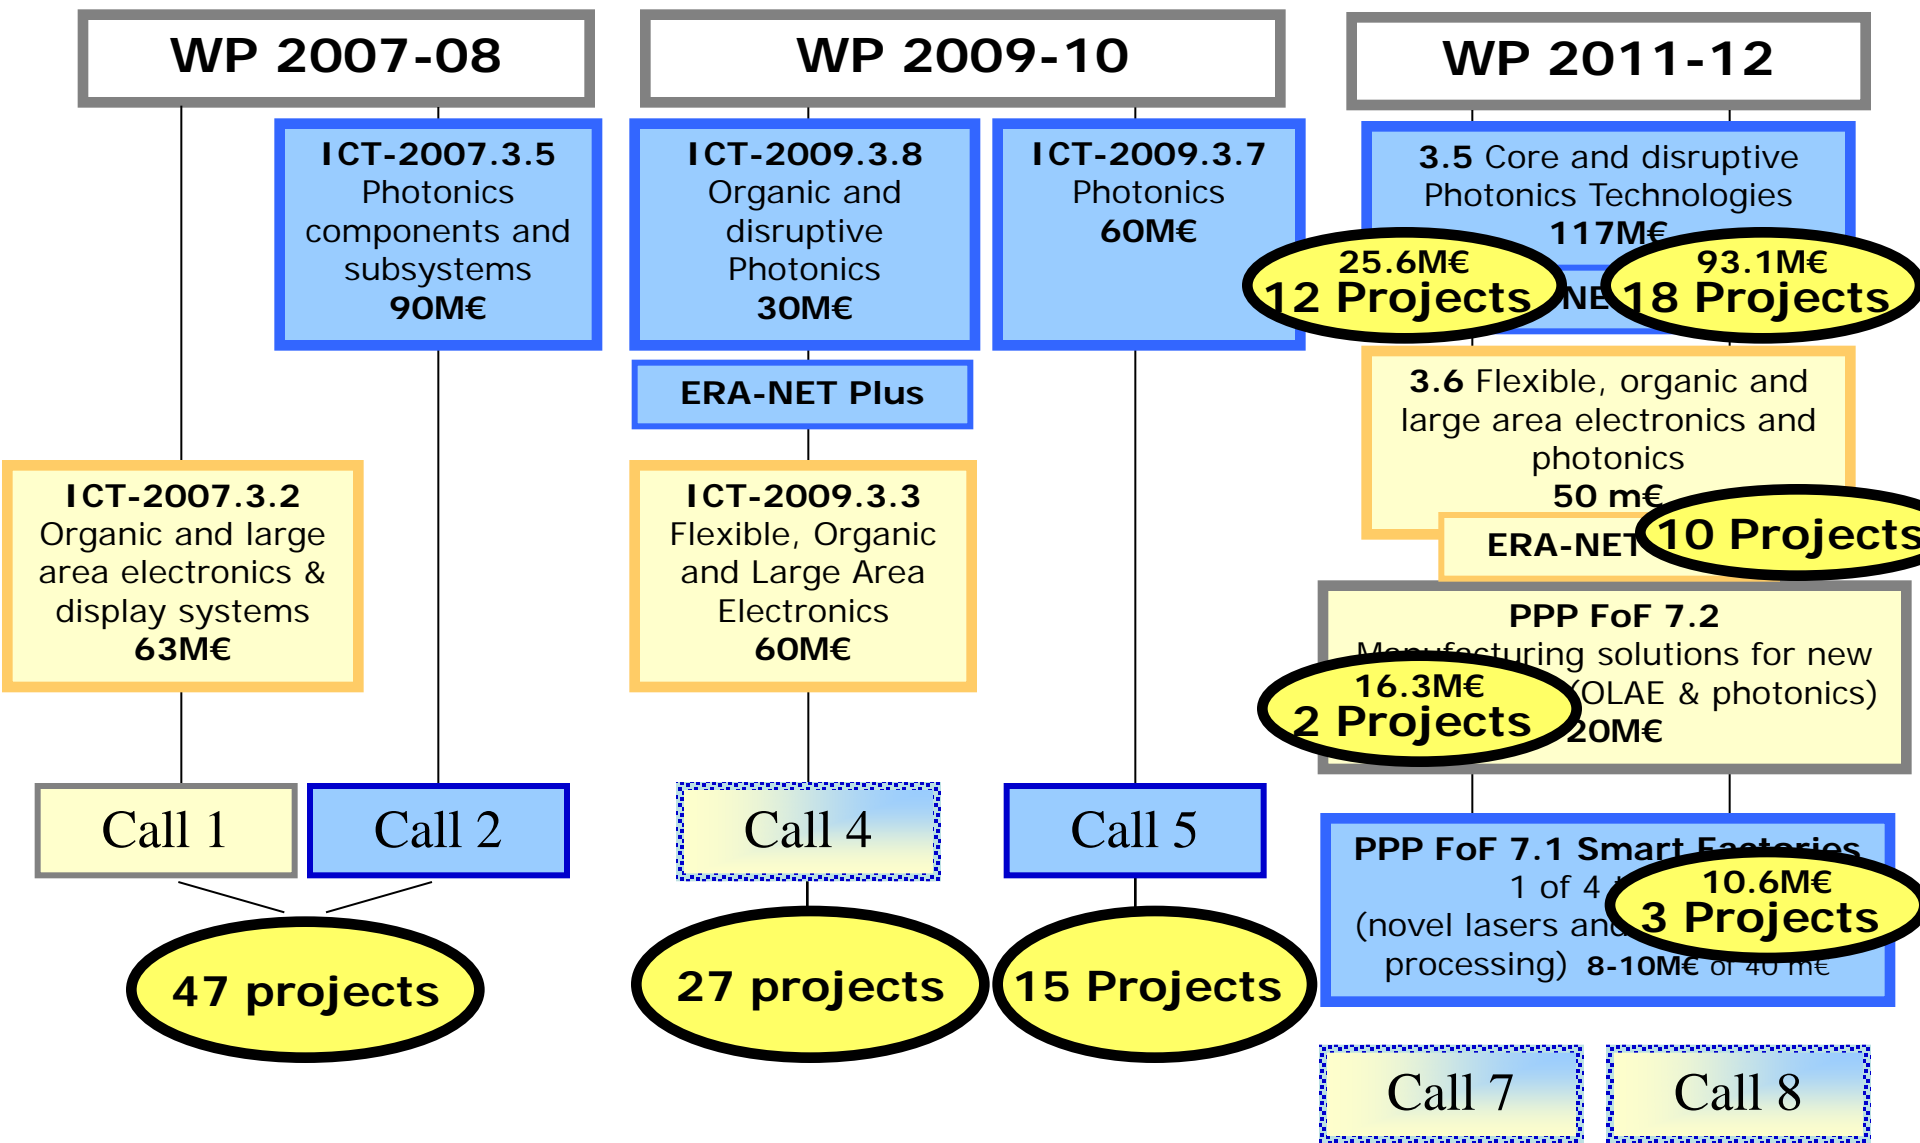 WP 2007-08
ICT-2007.3.5
Photonics
components and
subsystems
90M€
ICT-2007.3.2
Organic and large
area electronics &
display systems
63M€
Call 1
Call 2
47 projects
WP 2009-10
ICT-2009.3.8
Organic and
disruptive
Photonics
30M€
ERA-NET Plus
ICT-2009.3.3
Flexible, Organic
and Large Area
Electronics
60M€
Call 4
27 projects
ICT-2009.3.7
Photonics
60M€
Call 5
15 Projects
WP 2011-12
3.5 Core and disruptive
Photonics Technologies
117M€
25.6M€
12 Projects
93.1M€
18 Projects
3.6 Flexible, organic and
large area electronics and
photonics
50 m€
ERA-NET
10 Projects
PPP FoF 7.2
Manufacturing solutions for new
(OLAE & photonics)
20M€
16.3M€
2 Projects
PPP FoF 7.1 Smart Factories
1 of 4
(novel lasers and
processing) 8-10M€ of 40 m€
10.6M€
3 Projects
Call 7
Call 8